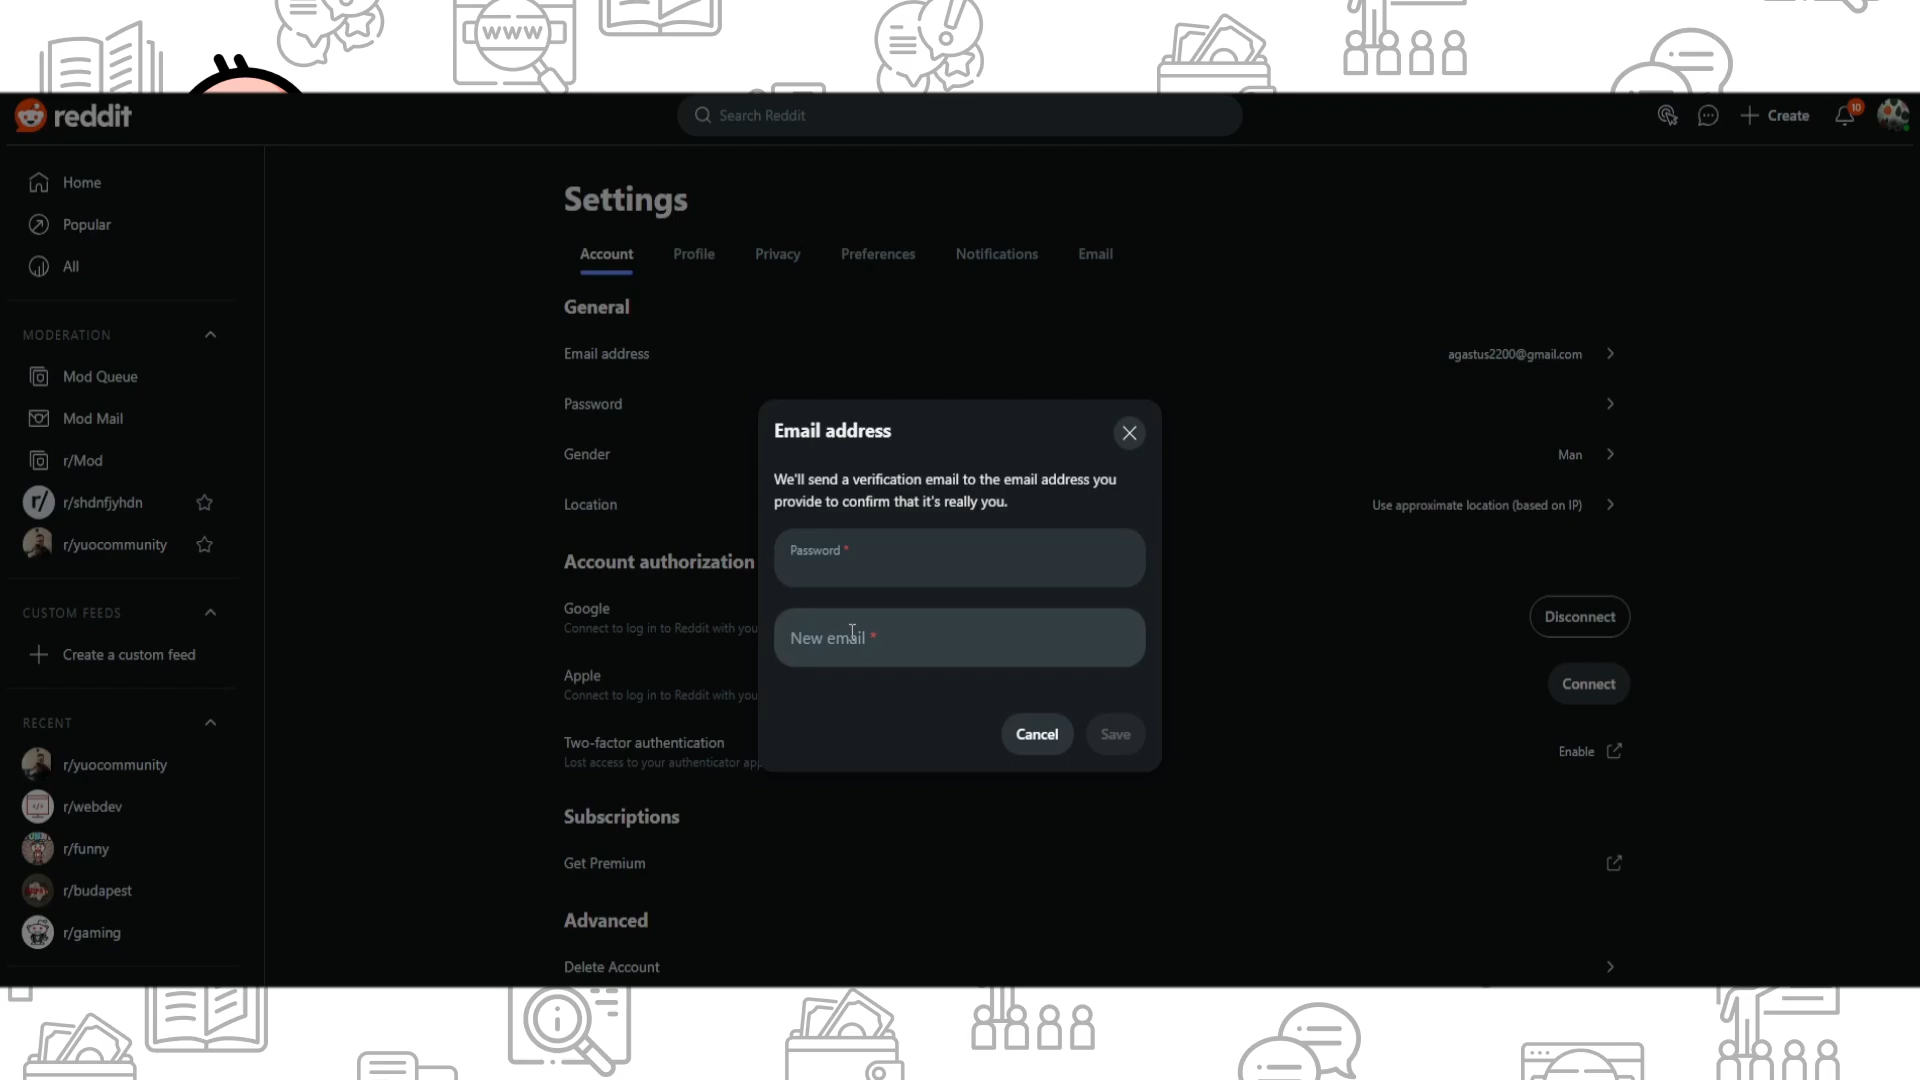 www
reddit
Search Reddit
Create
10
Home
Popular
All
MODERATION
Mod Queue
Mod Mail
r/Mod
r/ r/shdnfjyhdn
r/yuocommunity
CUSTOM FEEDS
Create a custom feed
RECENT
r/yuocommunity
r/webdev
r/funny
r/budapest
r/gaming
Settings
Account Profile Privacy Preferences Notifications Email
General
Email address agastus2200@gmail.com
Password
Gender Man
Location Use approximate location (based on IP)
Account authorization
Google
Connect to log in to Reddit with you
Disconnect
Apple
Connect to log in to Reddit with you
Connect
Two-factor authentication
Lost access to your authenticator app
Enable
Subscriptions
Get Premium
Advanced
Delete Account
Email address
We'll send a verification email to the email address you
provide to confirm that it's really you.
Password *
New email *
Cancel Save